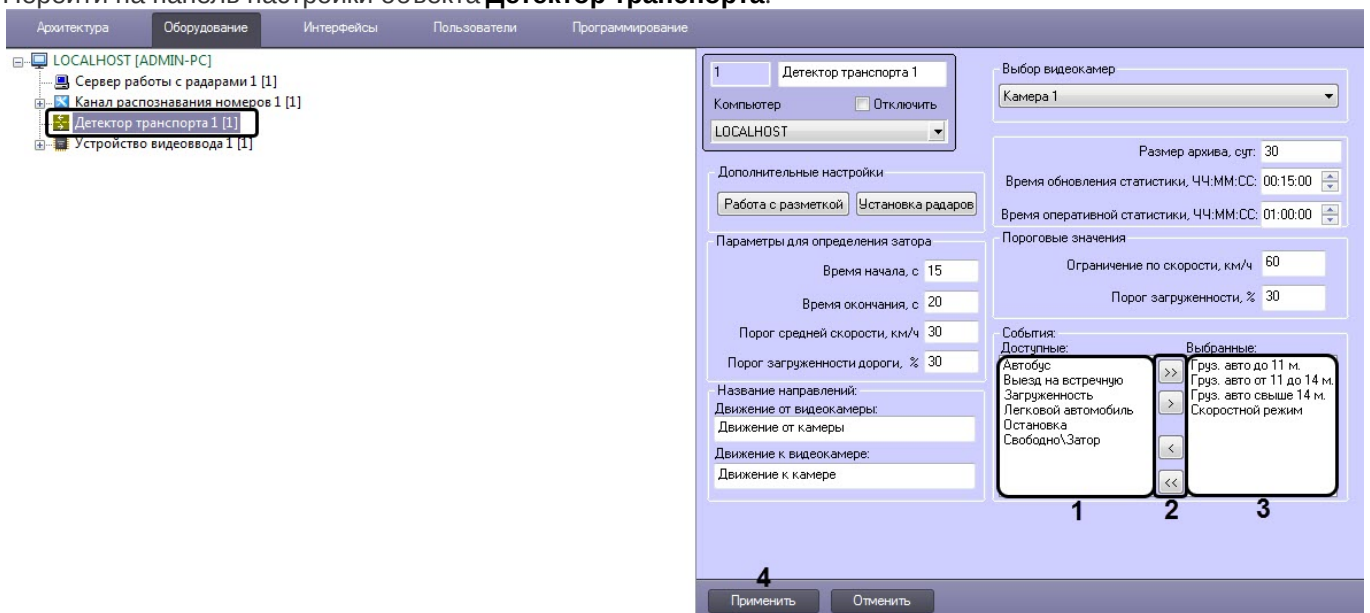 Перейти на панель настройки объекта Детектор транспорта.
Архитектура Оборудование Интерфейсы Пользователи Программирование
LOCALHOST [ADMIN-PC]
Сервер работы с радарами 1 [1]
Канал распознавания номеров 1 [1]
Детектор транспорта 1 [1]
Устройство видеоввода 1 [1]
1 Детектор транспорта 1
Компьютер Отключить
LOCALHOST
Дополнительные настройки
Работа с разметкой Установка радаров
Параметры для определения затора
Время начала, с 15
Время окончания, с 20
Порог средней скорости, км/ч 30
Порог загруженности дороги, % 30
Название направлений:
Движение от видеокамеры:
Движение от камеры
Движение к видеокамере:
Движение к камере
Выбор видеокамер
Камера 1
Размер архива, сут: 30
Время обновления статистики, ЧЧ:ММ:СС: 00:15:00
Время оперативной статистики, ЧЧ:ММ:СС: 01:00:00
Пороговые значения
Ограничение по скорости, км/ч 60
Порог загруженности, % 30
События:
Доступные:
Автобус
Выезд на встречную
Загруженность
Легковой автомобиль
Остановка
Свободно\Затор
>>
>
<
<<
Выбранные:
Груз. авто до 11 м.
Груз. авто от 11 до 14 м.
Груз. авто свыше 14 м.
Скоростной режим
1 2 3
4
Применить Отменить